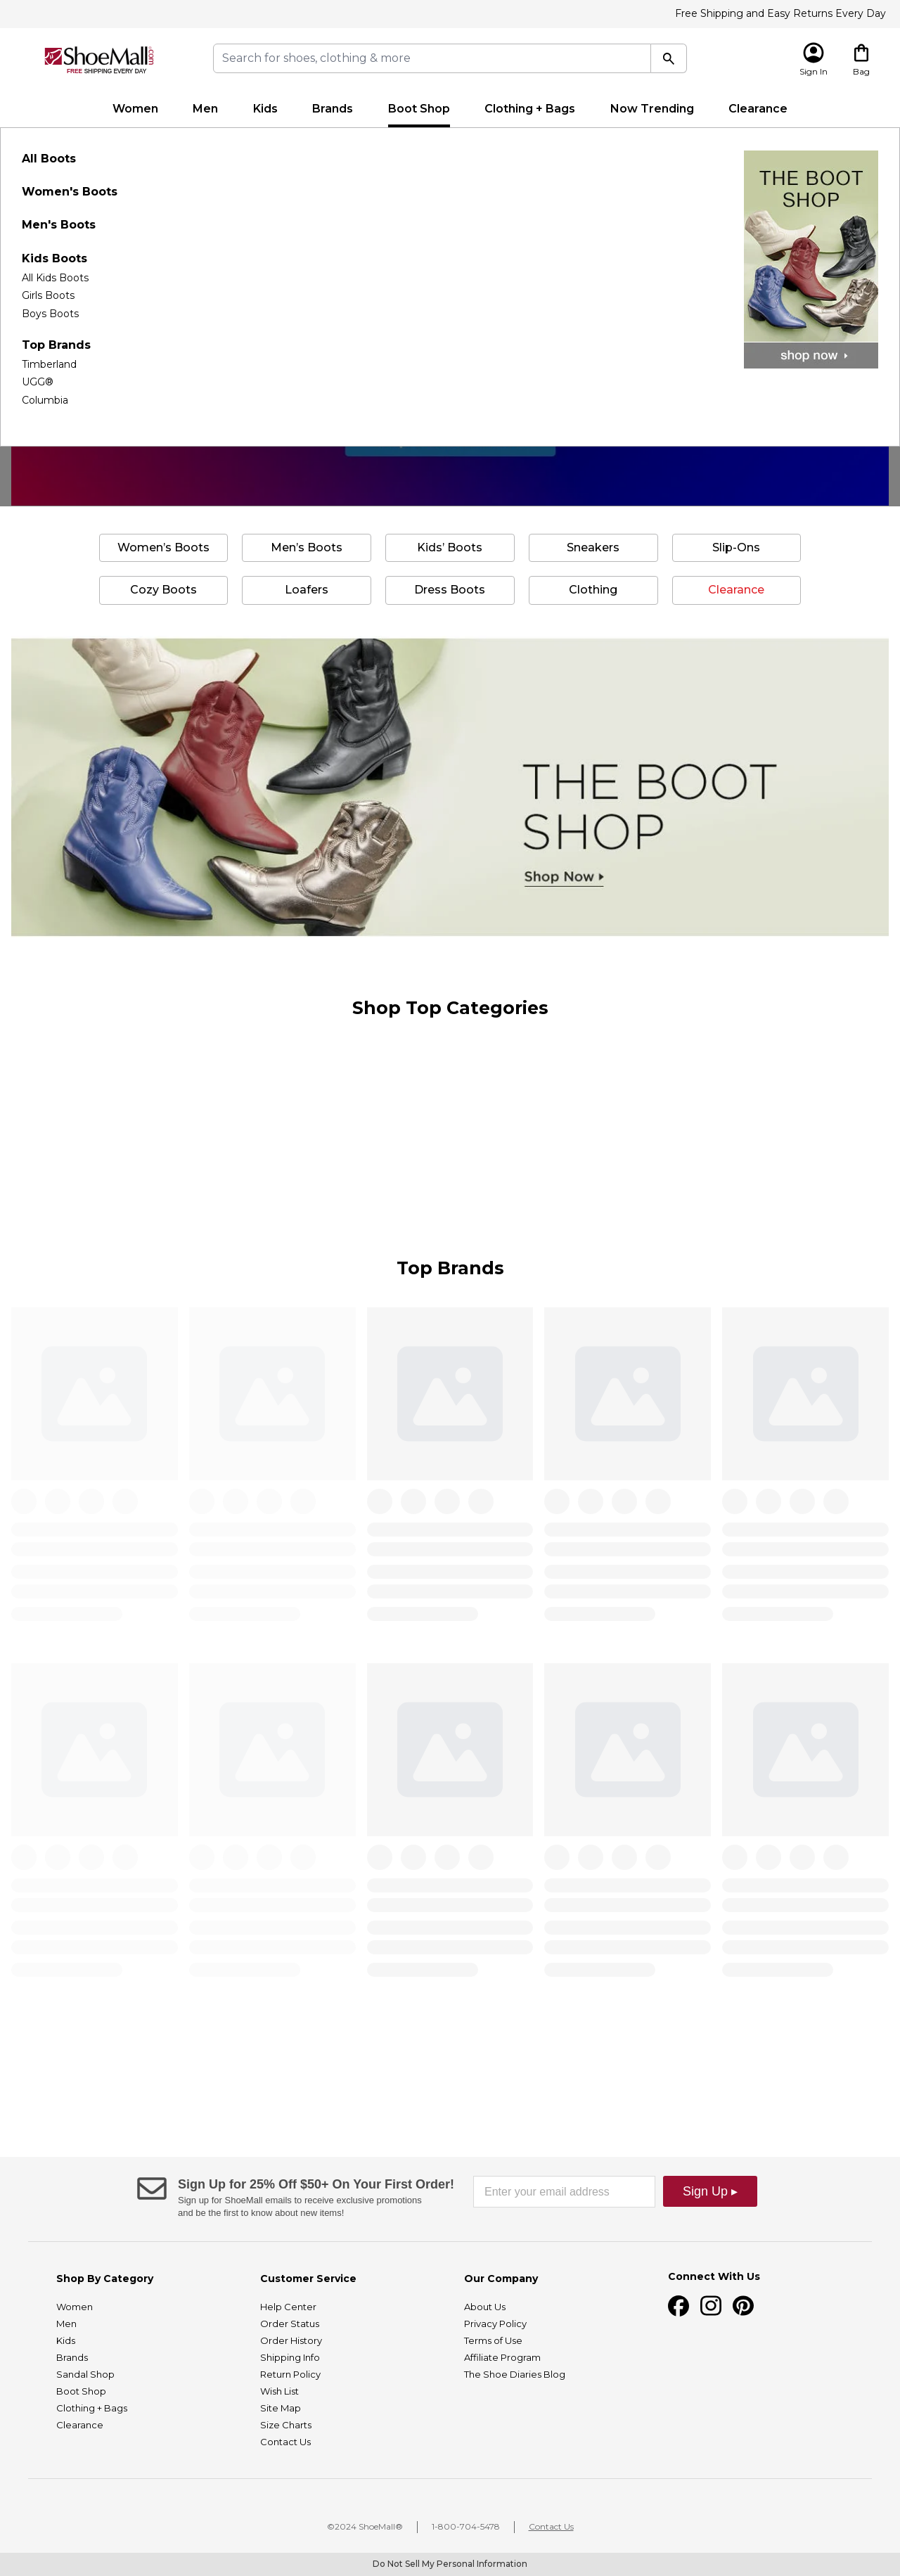 Free Shipping and Easy Returns Every Day
ShoeMall.COM
FREE SHIPPING EVERY DAY
Search for shoes, clothing & more
Sign In
Bag
Women
Men
Kids
Brands
Boot Shop
Clothing + Bags
Now Trending
Clearance
All Boots
Women's Boots
Men's Boots
Kids Boots
All Kids Boots
Girls Boots
Boys Boots
Top Brands
Timberland
UGG®
Columbia
THE BOOT
SHOP
shop now
Women's Boots
Men's Boots
Kids' Boots
Sneakers
Slip-Ons
Cozy Boots
Loafers
Dress Boots
Clothing
Clearance
THE BOOT
SHOP
Shop Now
Shop Top Categories
Top Brands
Sign Up for 25% Off $50+ On Your First Order!
Sign up for ShoeMall emails to receive exclusive promotions
and be the first to know about new items!
Enter your email address
Sign Up ▸
Shop By Category
Women
Men
Kids
Brands
Sandal Shop
Boot Shop
Clothing + Bags
Clearance
Customer Service
Help Center
Order Status
Order History
Shipping Info
Return Policy
Wish List
Site Map
Size Charts
Contact Us
Our Company
About Us
Privacy Policy
Terms of Use
Affiliate Program
The Shoe Diaries Blog
Connect With Us
©2024 ShoeMall®
1-800-704-5478
Contact Us
Do Not Sell My Personal Information